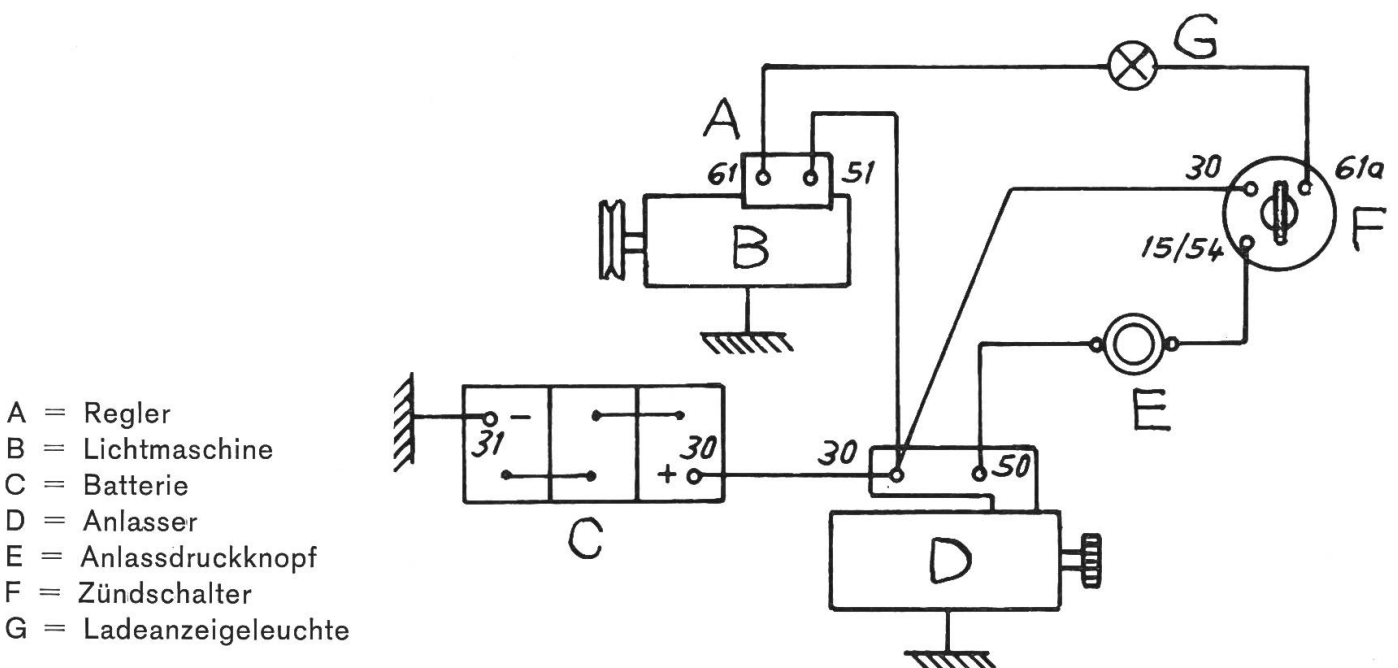 G
A
61 51
30 61a
F
B
15/54
E
- 31
30 +
30 50
C
D
A = Regler
B = Lichtmaschine
C = Batterie
D = Anlasser
E = Anlassdruckknopf
F = Zündschalter
G = Ladeanzeigeleuchte